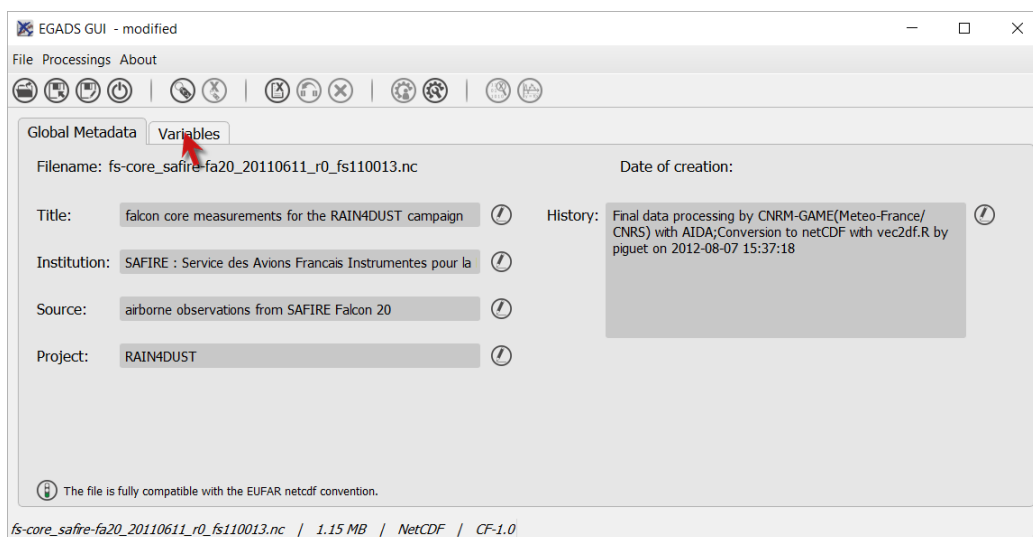 EGADS GUI - modified
File Processings About
Global Metadata Variables
Filename: fs-core_safire-fa20_20110611_r0_fs110013.nc
Date of creation:
Title: falcon core measurements for the RAIN4DUST campaign
Institution: SAFIRE : Service des Avions Francais Instrumentes pour la
Source: airborne observations from SAFIRE Falcon 20
Project: RAIN4DUST
History: Final data processing by CNRM-GAME(Meteo-France/
CNRS) with AIDA;Conversion to netCDF with vec2df.R by
piguet on 2012-08-07 15:37:18
The file is fully compatible with the EUFAR netcdf convention.
fs-core_safire-fa20_20110611_r0_fs110013.nc | 1.15 MB | NetCDF | CF-1.0